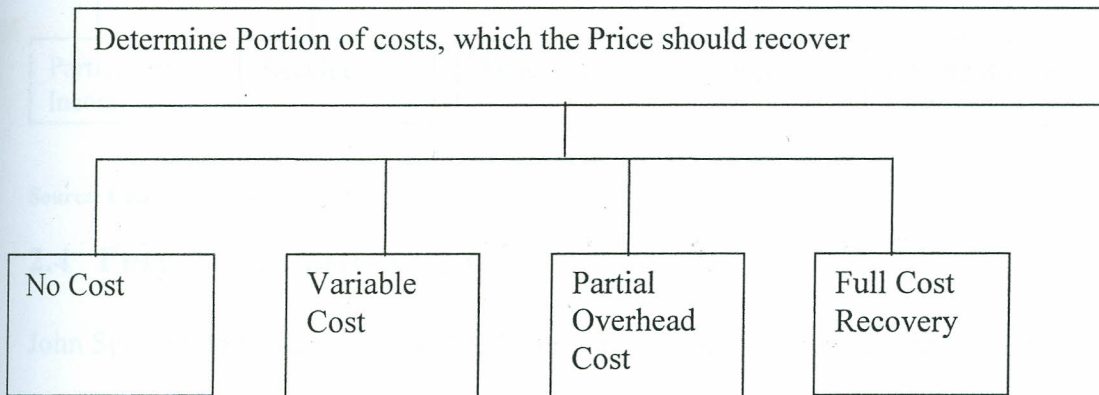 Determine Portion of costs, which the Price should recover
No Cost
Variable
Cost
Partial
Overhead
Cost
Full Cost
Recovery